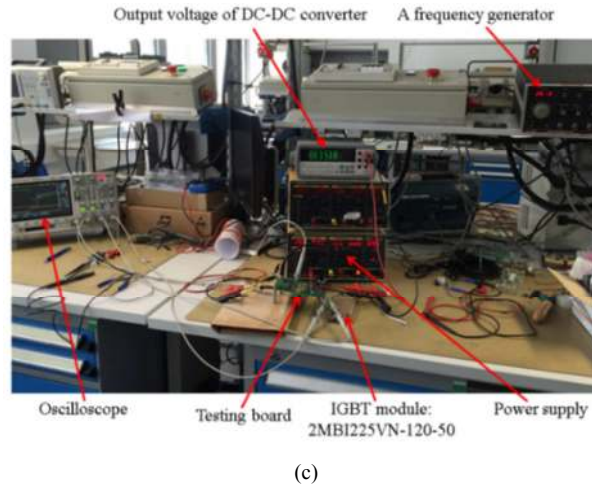 Output voltage of DC-DC converter
A frequency generator
Oscilloscope
Testing board
IGBT module:
2MBI225VN-120-50
Power supply
(c)